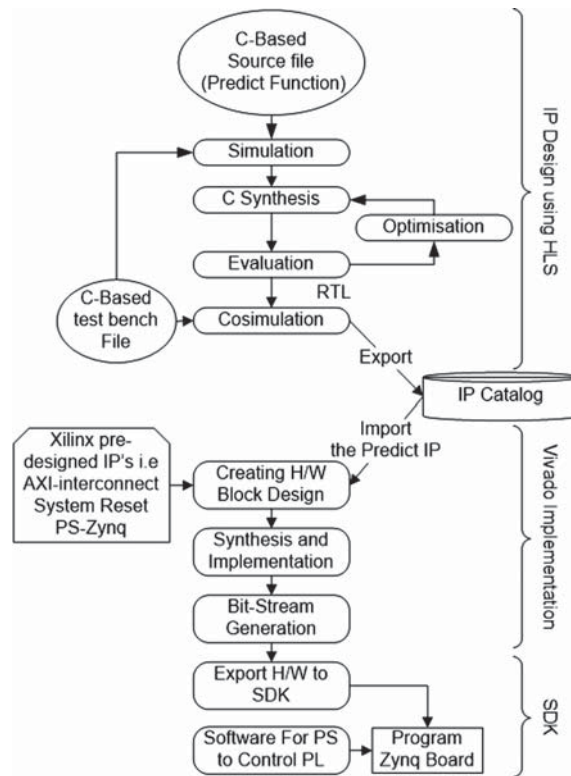 C-Based
Source file
(Predict Function)
Simulation
C Synthesis
Optimisation
Evaluation
RTL
C-Based
test bench
File
Cosimulation
Export
IP Design using HLS
IP Catalog
Import
the Predict IP
Xilinx pre-
designed IP's i.e
AXI-interconnect
System Reset
PS-Zynq
Creating H/W
Block Design
Synthesis and
Implementation
Bit-Stream
Generation
Vivado Implementation
Export H/W to
SDK
Software For PS
to Control PL
Program
Zynq Board
SDK